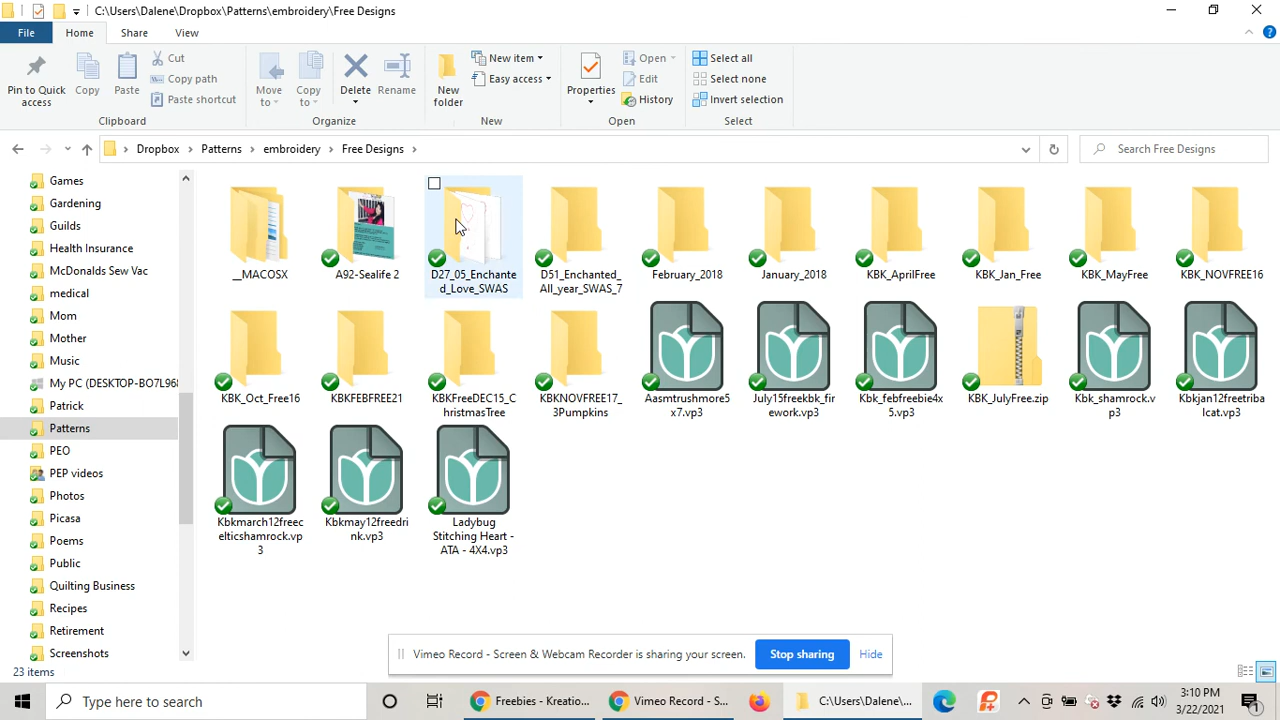 C:\Users\Dalene\Dropbox\Patterns\embroidery\Free Designs
File
Home
Share
View
Pin to Quick
access
Copy
Paste
Cut
Copy path
Paste shortcut
Clipboard
Move
to
Copy
to
Delete
Rename
Organize
New
folder
New item
Easy access
New
Properties
Open
Edit
History
Open
Select all
Select none
Invert selection
Select
Dropbox
Patterns
embroidery
Free Designs
Search Free Designs
Games
Gardening
Guilds
Health Insurance
McDonalds Sew Vac
medical
Mom
Mother
Music
My PC (DESKTOP-BO7L968
Patrick
Patterns
PEO
PEP videos
Photos
Picasa
Poems
Public
Quilting Business
Recipes
Retirement
Screenshots
__MACOSX
A92-Sealife 2
D27_05_Enchante
d_Love_SWAS
D51_Enchanted_
All_year_SWAS_7
February_2018
January_2018
KBK_AprilFree
KBK_Jan_Free
KBK_MayFree
KBK_NOVFREE16
KBK_Oct_Free16
KBKFEBFREE21
KBKFreeDEC15_C
hristmasTree
KBKNOVFREE17_
3Pumpkins
Aasmtrushmore5
x7.vp3
July15freekbk_fir
ework.vp3
Kbk_febfreebie4x
5.vp3
KBK_JulyFree.zip
Kbk_shamrock.v
p3
Kbkjan12freetriba
lcat.vp3
Kbkmarch12freec
elticshamrock.vp
3
Kbkmay12freedri
nk.vp3
Ladybug
Stitching Heart -
ATA - 4X4.vp3
Vimeo Record - Screen & Webcam Recorder is sharing your screen.
Stop sharing
Hide
23 items
Type here to search
Freebies - Kreatio...
Vimeo Record - S...
C:\Users\Dalene\...
3:10 PM
3/22/2021
1